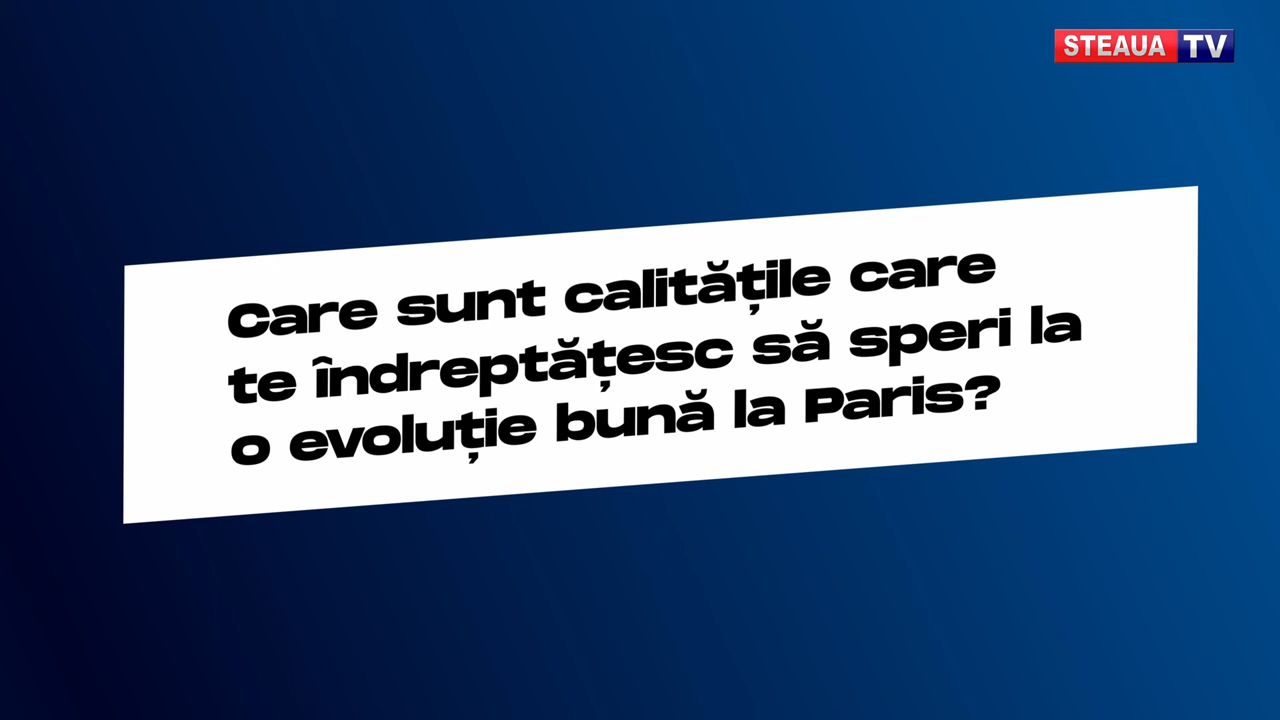 STEAUA TV
Care sunt calitățile care
te îndreptățesc să speri la
o evoluție bună la Paris?